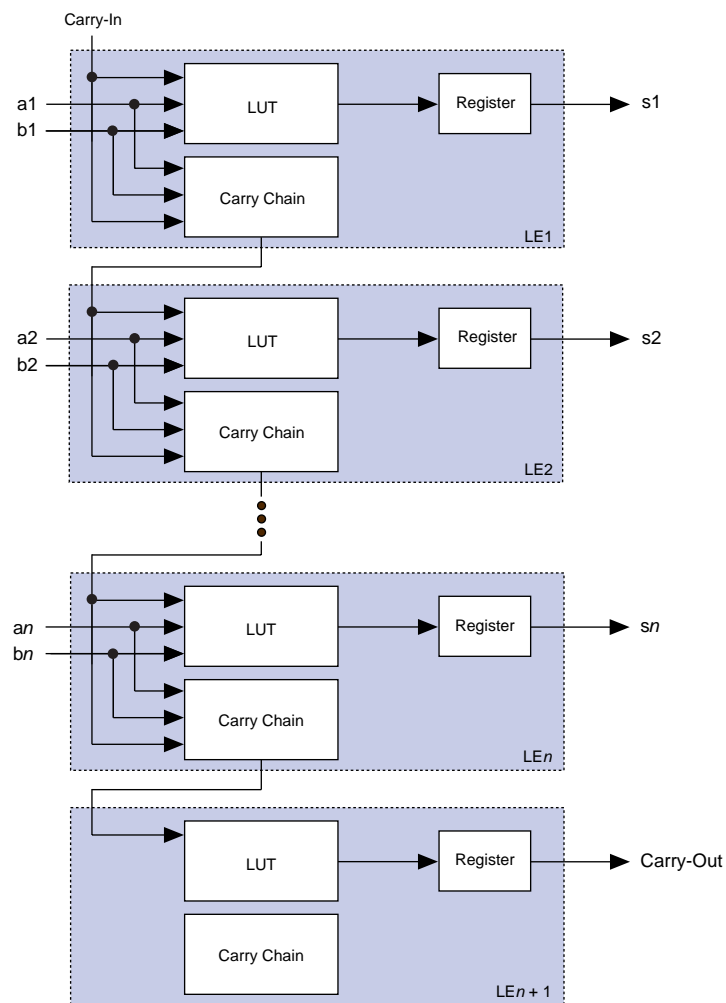 Carry-In
a1
b1
LUT
Register
s1
Carry Chain
LE1
a2
b2
LUT
Register
s2
Carry Chain
LE2
an
bn
LUT
Register
sn
Carry Chain
LEn
LUT
Register
Carry-Out
Carry Chain
LEn + 1